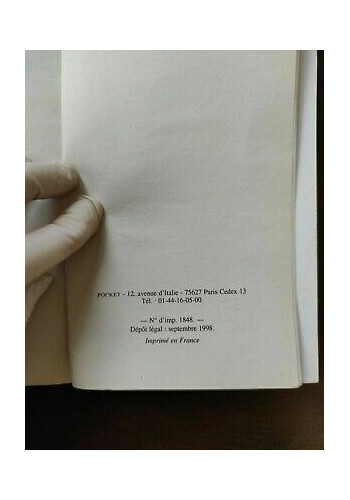 POCKET - 12, avenue d'Italie - 75627 Paris Cedex 13
Tél. · 01-44-16-05-00
— N° d'imp. 1848. —
Dépôt légal : septembre 1998.
Imprimé en France